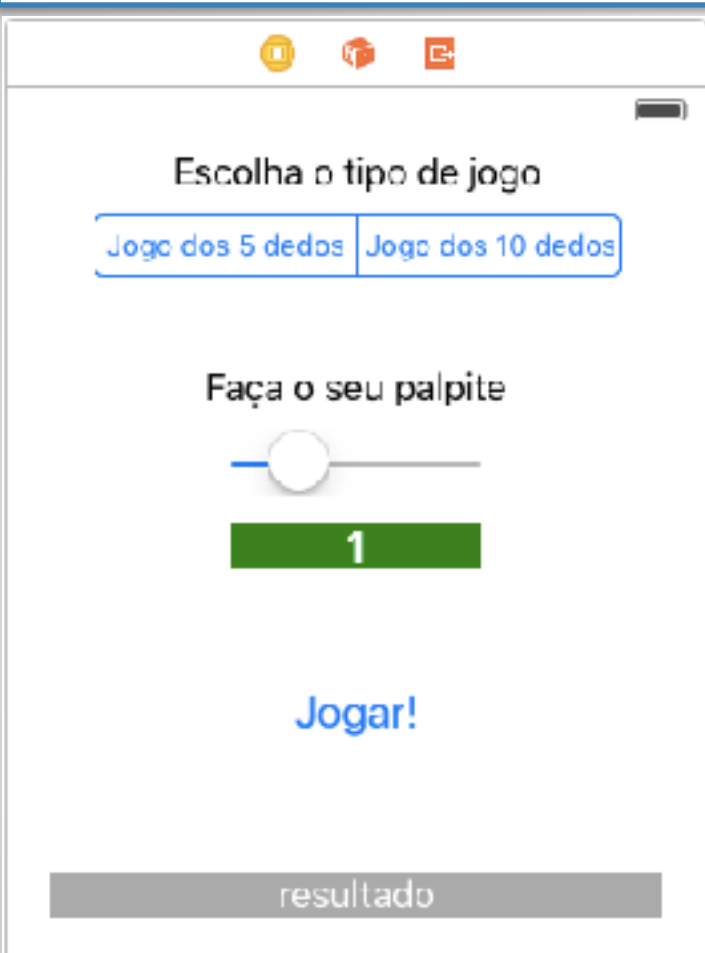 Escolha o tipo de jogo
Jogo dos 5 dedos Jogo dos 10 dedos
Faça o seu palpite
1
Jogar!
resultado